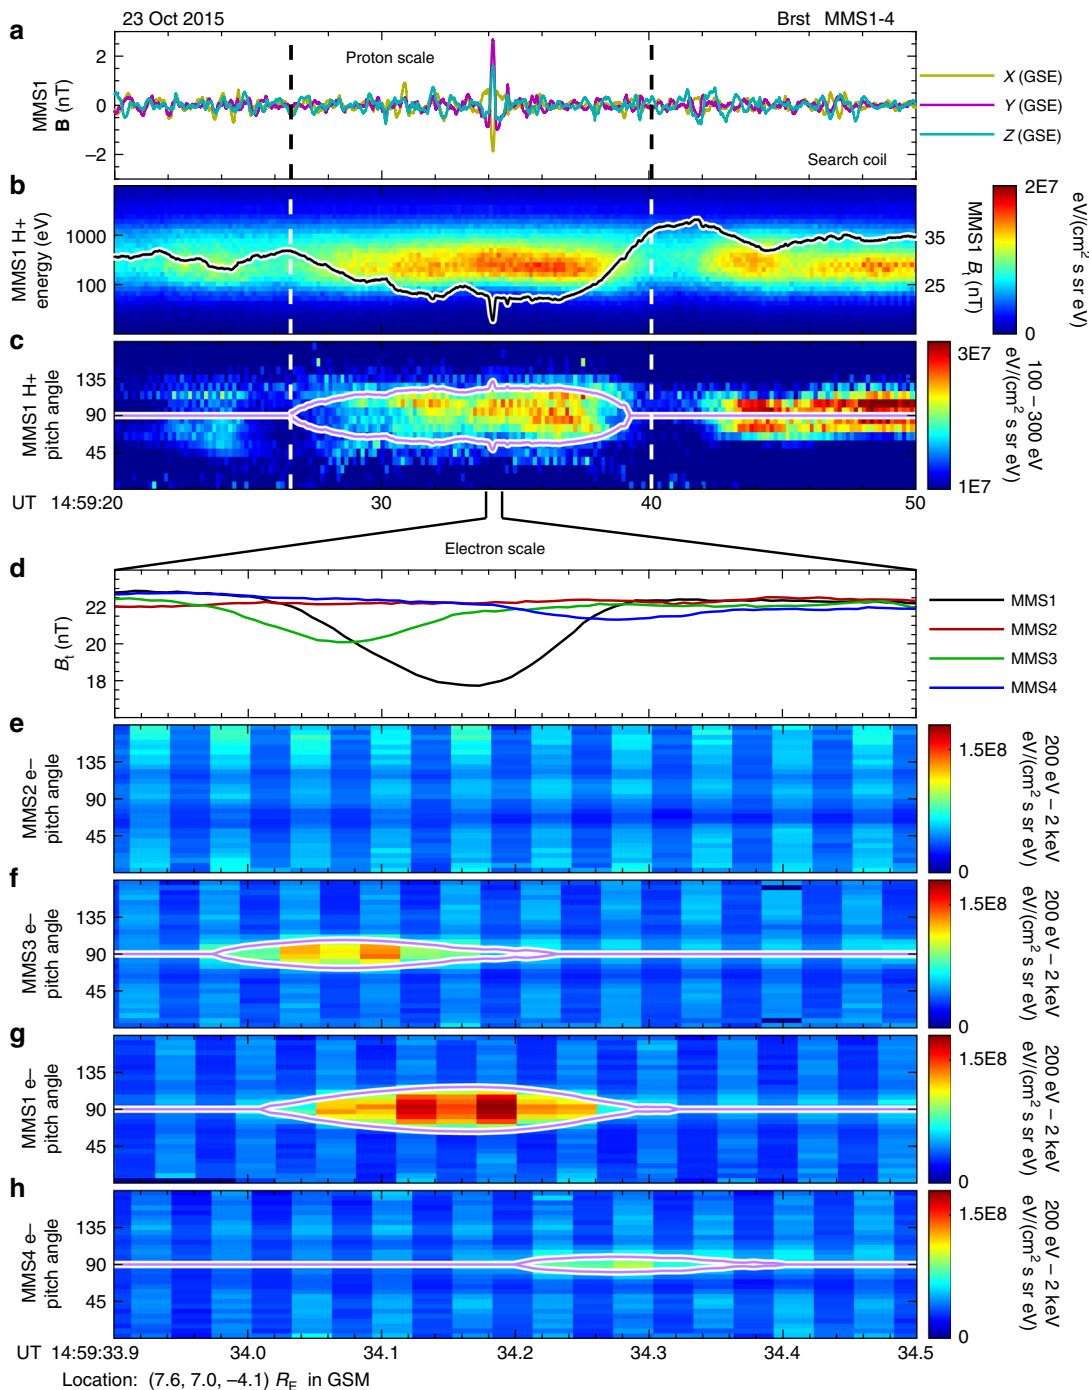 23 Oct 2015 Brst MMS1-4
a
MMS1
B (nT)
2
0
−2
Proton scale
Search coil
X (GSE)
Y (GSE)
Z (GSE)
b
MMS1 H+
energy (eV)
1000
100
35
25
MMS1 Bt (nT)
2E7
0
eV/(cm² s sr eV)
c
MMS1 H+
pitch angle
135
90
45
3E7
1E7
100 – 300 eV
eV/(cm² s sr eV)
UT 14:59:20 30 40 50
Electron scale
d
Bt (nT)
22
20
18
MMS1
MMS2
MMS3
MMS4
e
MMS2 e−
pitch angle
135
90
45
1.5E8
0
200 eV – 2 keV
eV/(cm² s sr eV)
f
MMS3 e−
pitch angle
135
90
45
1.5E8
0
200 eV – 2 keV
eV/(cm² s sr eV)
g
MMS1 e−
pitch angle
135
90
45
1.5E8
0
200 eV – 2 keV
eV/(cm² s sr eV)
h
MMS4 e−
pitch angle
135
90
45
1.5E8
0
200 eV – 2 keV
eV/(cm² s sr eV)
UT 14:59:33.9 34.0 34.1 34.2 34.3 34.4 34.5
Location: (7.6, 7.0, −4.1) RE in GSM